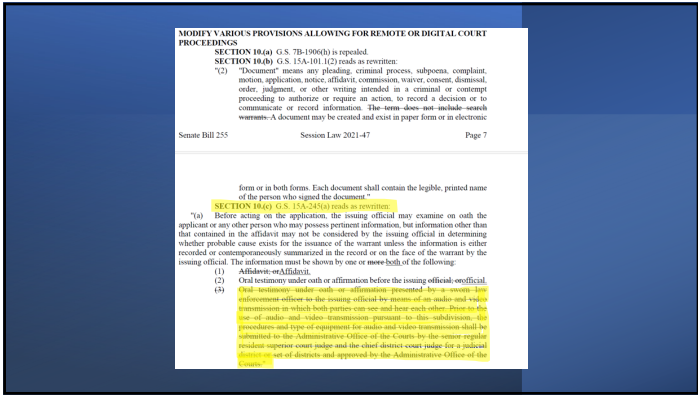 MODIFY VARIOUS PROVISIONS ALLOWING FOR REMOTE OR DIGITAL COURT
PROCEEDINGS
SECTION 10.(a) G.S. 7B-1906(h) is repealed.
SECTION 10.(b) G.S. 15A-101.1(2) reads as rewritten:
"(2) "Document" means any pleading, criminal process, subpoena, complaint,
motion, application, notice, affidavit, commission, waiver, consent, dismissal,
order, judgment, or other writing intended in a criminal or contempt
proceeding to authorize or require an action, to record a decision or to
communicate or record information. The term does not include search
warrants. A document may be created and exist in paper form or in electronic
Senate Bill 255 Session Law 2021-47 Page 7
form or in both forms. Each document shall contain the legible, printed name
of the person who signed the document."
SECTION 10.(c) G.S. 15A-245(a) reads as rewritten:
"(a) Before acting on the application, the issuing official may examine on oath the
applicant or any other person who may possess pertinent information, but information other than
that contained in the affidavit may not be considered by the issuing official in determining
whether probable cause exists for the issuance of the warrant unless the information is either
recorded or contemporaneously summarized in the record or on the face of the warrant by the
issuing official. The information must be shown by one or more both of the following:
(1) Affidavit; orAffidavit.
(2) Oral testimony under oath or affirmation before the issuing official; orofficial.
(3) Oral testimony under oath or affirmation presented by a sworn law
enforcement officer to the issuing official by means of an audio and video
transmission in which both parties can see and hear each other. Prior to the
use of audio and video transmission pursuant to this subdivision, the
procedures and type of equipment for audio and video transmission shall be
submitted to the Administrative Office of the Courts by the senior regular
resident superior court judge and the chief district court judge for a judicial
district or set of districts and approved by the Administrative Office of the
Courts."